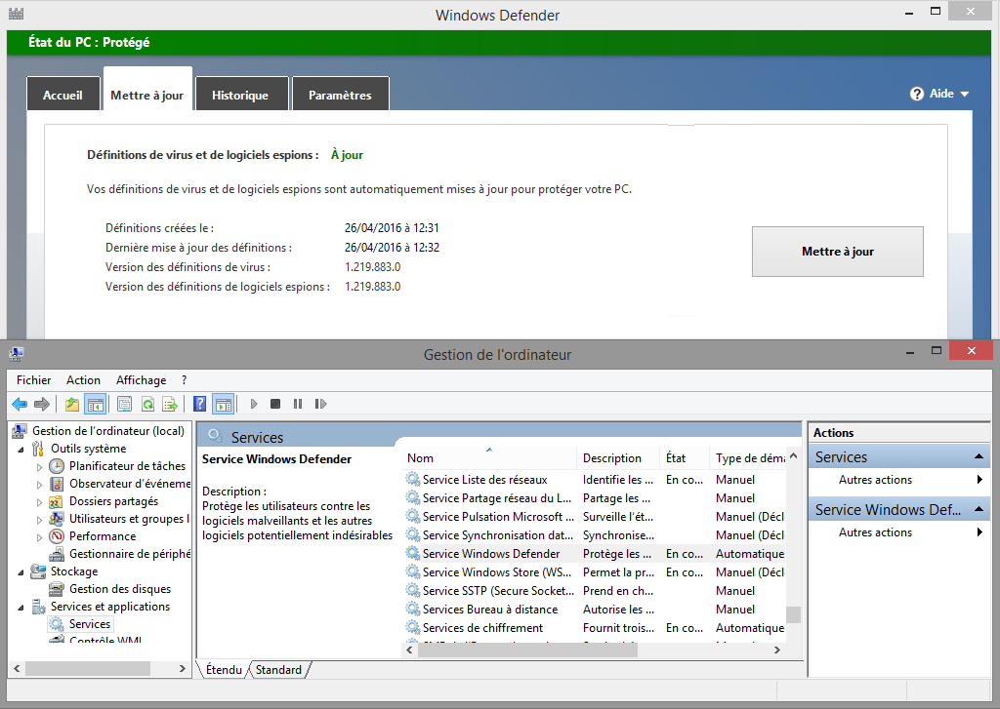 Windows Defender
État du PC : Protégé
Accueil
Mettre à jour
Historique
Paramètres
? Aide
Définitions de virus et de logiciels espions : À jour
Vos définitions de virus et de logiciels espions sont automatiquement mises à jour pour protéger votre PC.
Définitions créées le : 26/04/2016 à 12:31
Dernière mise à jour des définitions : 26/04/2016 à 12:32
Version des définitions de virus : 1.219.883.0
Version des définitions de logiciels espions : 1.219.883.0
Mettre à jour
Gestion de l'ordinateur
Fichier Action Affichage ?
Gestion de l'ordinateur (local)
Outils système
Planificateur de tâches
Observateur d'événeme
Dossiers partagés
Utilisateurs et groupes l
Performance
Gestionnaire de périphé
Stockage
Gestion des disques
Services et applications
Services
Contrôle WMI
Services
Service Windows Defender
Description :
Protège les utilisateurs contre les
logiciels malveillants et les autres
logiciels potentiellement indésirables
Nom Description État Type de déma
Service Liste des réseaux Identifie les ... En co... Manuel
Service Partage réseau du L... Partage les ... Manuel
Service Pulsation Microsoft ... Surveille l'ét... Manuel (Décl
Service Synchronisation dat... Synchronise... Manuel (Décl
Service Windows Defender Protège les ... En co... Automatique
Service Windows Store (WS... Permet la pr... En co... Manuel (Décl
Service SSTP (Secure Socket... Prend en ch... Manuel
Services Bureau à distance Autorise les ... Manuel
Services de chiffrement Fournit trois... En co... Automatique
Étendu Standard
Actions
Services
Autres actions
Service Windows Def...
Autres actions